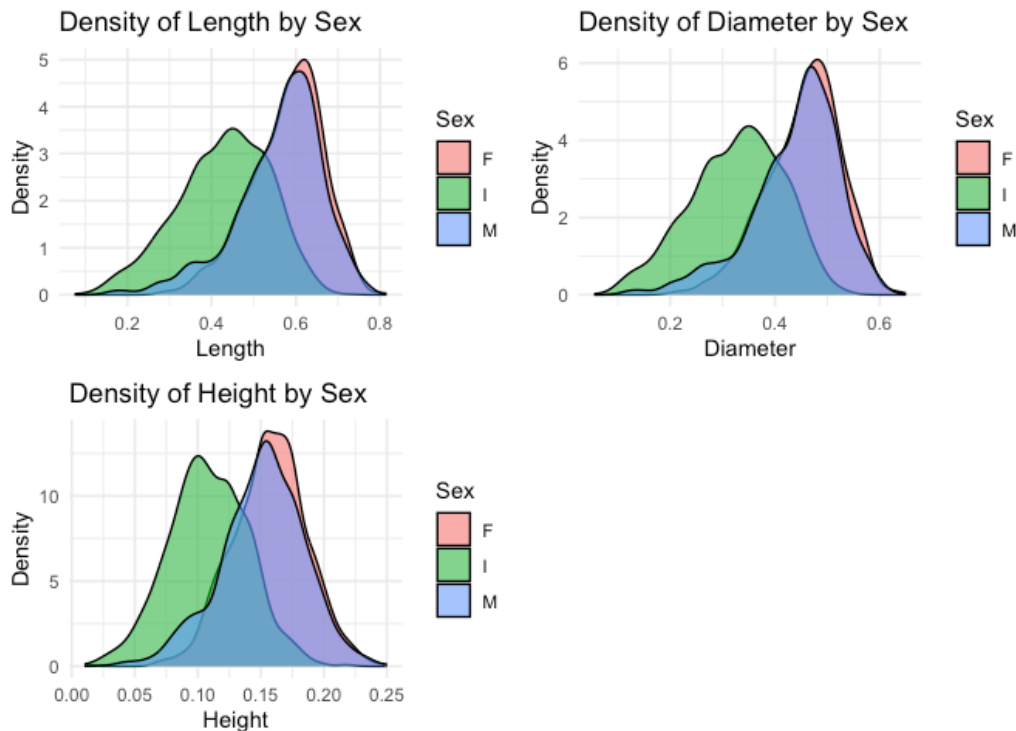 Density of Length by Sex
5
4
3
2
1
0
Density
0.2 0.4 0.6 0.8
Length
Sex
F
I
M
Density of Diameter by Sex
6
4
2
0
Density
0.2 0.4 0.6
Diameter
Sex
F
I
M
Density of Height by Sex
10
5
0
Density
0.00 0.05 0.10 0.15 0.20 0.25
Height
Sex
F
I
M